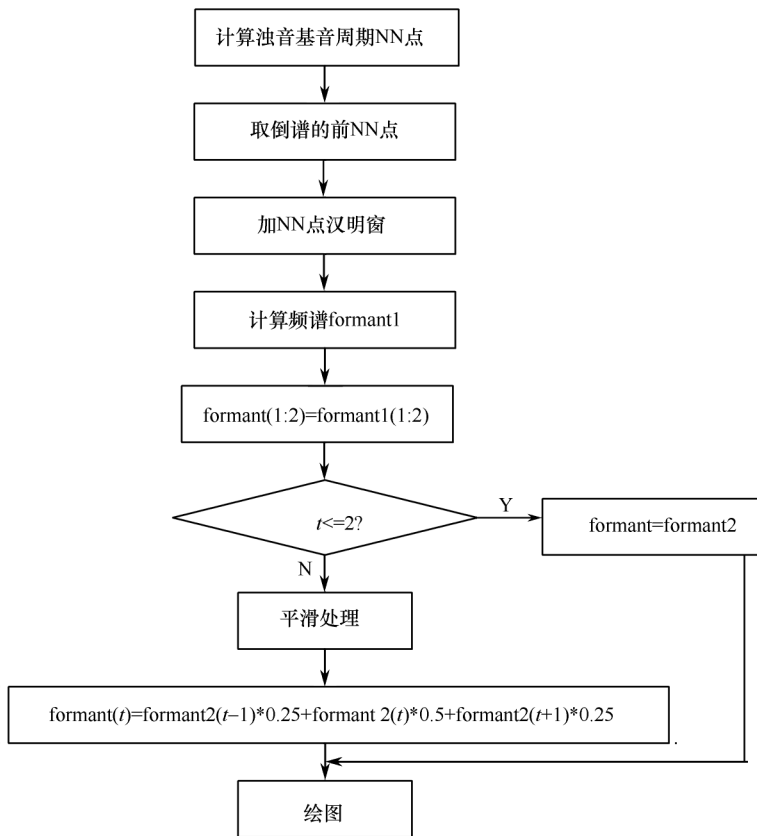 计算浊音基音周期NN点
取倒谱的前NN点
加NN点汉明窗
计算频谱formant1
formant(1:2)=formant1(1:2)
t<=2?
Y
formant=formant2
N
平滑处理
formant(t)=formant2(t−1)*0.25+formant 2(t)*0.5+formant2(t+1)*0.25
绘图